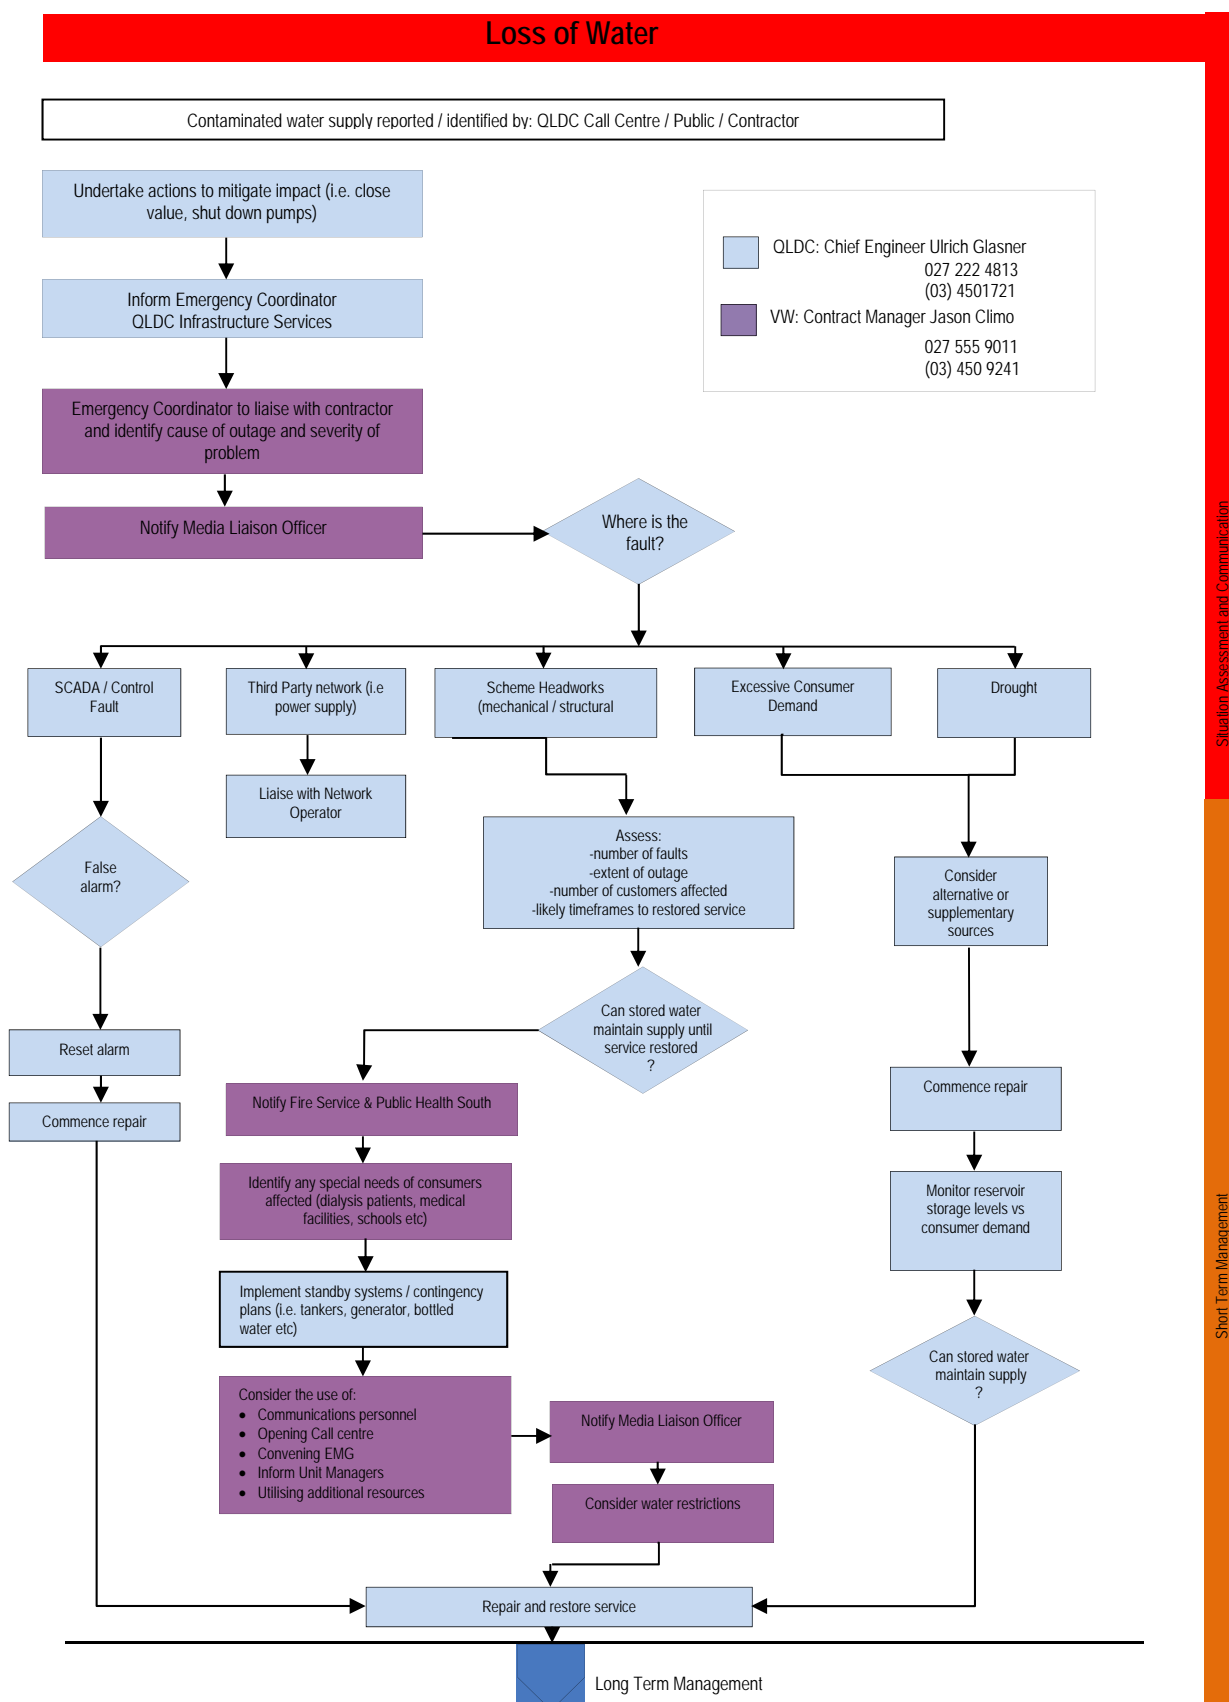 Loss of Water
Contaminated water supply reported / identified by: QLDC Call Centre / Public / Contractor
Undertake actions to mitigate impact (i.e. close
value, shut down pumps)
QLDC: Chief Engineer Ulrich Glasner
027 222 4813
(03) 4501721
VW: Contract Manager Jason Climo
027 555 9011
(03) 450 9241
Inform Emergency Coordinator
QLDC Infrastructure Services
Emergency Coordinator to liaise with contractor
and identify cause of outage and severity of
problem
Notify Media Liaison Officer
Where is the
fault?
Situation Assessment and Communication
SCADA / Control
Fault
Third Party network (i.e
power supply)
Scheme Headworks
(mechanical / structural
Excessive Consumer
Demand
Drought
Liaise with Network
Operator
False
alarm?
Assess:
-number of faults
-extent of outage
-number of customers affected
-likely timeframes to restored service
Consider
alternative or
supplementary
sources
Can stored water
maintain supply until
service restored
?
Reset alarm
Commence repair
Notify Fire Service & Public Health South
Commence repair
Identify any special needs of consumers
affected (dialysis patients, medical
facilities, schools etc)
Monitor reservoir
storage levels vs
consumer demand
Short Term Management
Implement standby systems / contingency
plans (i.e. tankers, generator, bottled
water etc)
Can stored water
maintain supply
?
Consider the use of:
• Communications personnel
• Opening Call centre
• Convening EMG
• Inform Unit Managers
• Utilising additional resources
Notify Media Liaison Officer
Consider water restrictions
Repair and restore service
Long Term Management